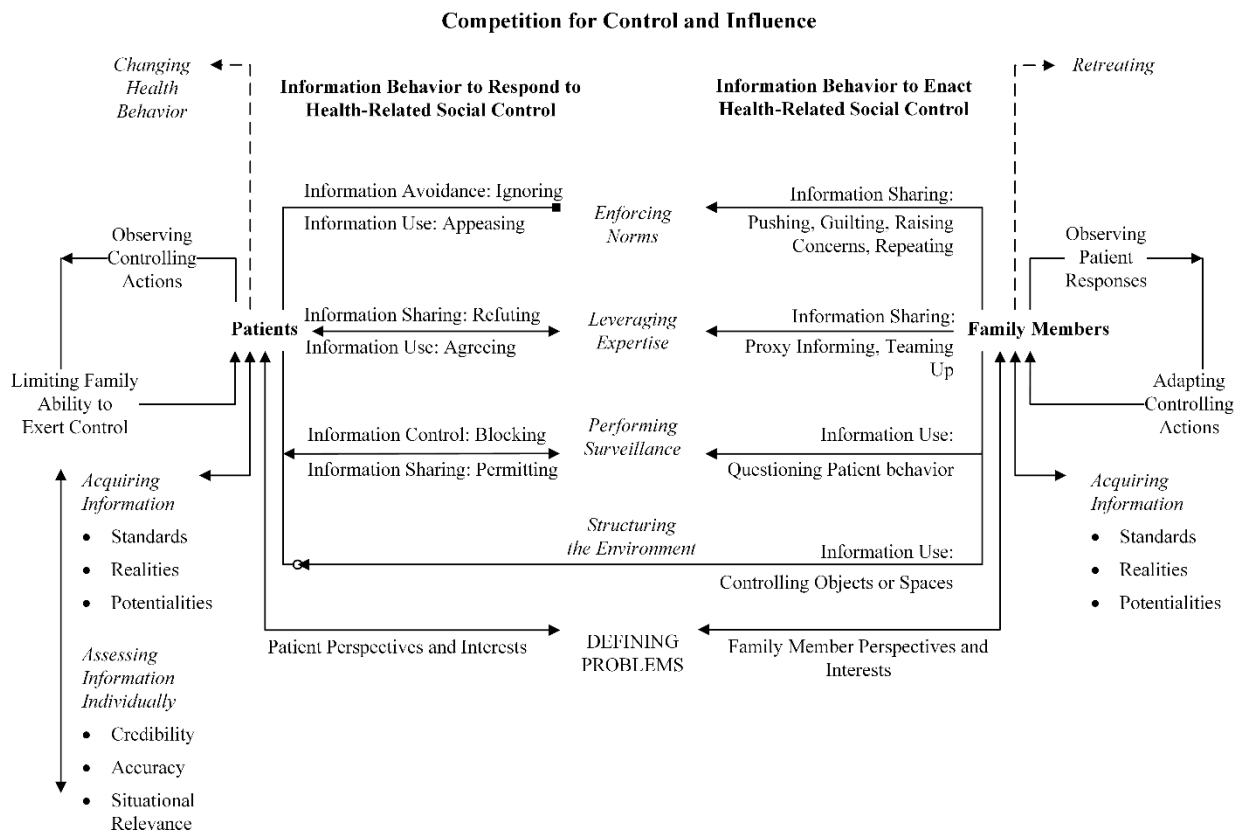 Competition for Control and Influence
Changing
Health
Behavior
Information Behavior to Respond to
Health-Related Social Control
Information Behavior to Enact
Health-Related Social Control
Retreating
Information Avoidance: Ignoring
Information Use: Appeasing
Enforcing
Norms
Information Sharing:
Pushing, Guilting, Raising
Concerns, Repeating
Observing
Controlling
Actions
Observing
Patient
Responses
Patients
Information Sharing: Refuting
Information Use: Agreeing
Leveraging
Expertise
Information Sharing:
Proxy Informing, Teaming
Up
Family Members
Limiting Family
Ability to
Exert Control
Adapting
Controlling
Actions
Information Control: Blocking
Information Sharing: Permitting
Performing
Surveillance
Information Use:
Questioning Patient behavior
Acquiring
Information
• Standards
• Realities
• Potentialities
Structuring
the Environment
Information Use:
Controlling Objects or Spaces
Acquiring
Information
• Standards
• Realities
• Potentialities
Patient Perspectives and Interests
DEFINING
PROBLEMS
Family Member Perspectives and
Interests
Assessing
Information
Individually
• Credibility
• Accuracy
• Situational
Relevance